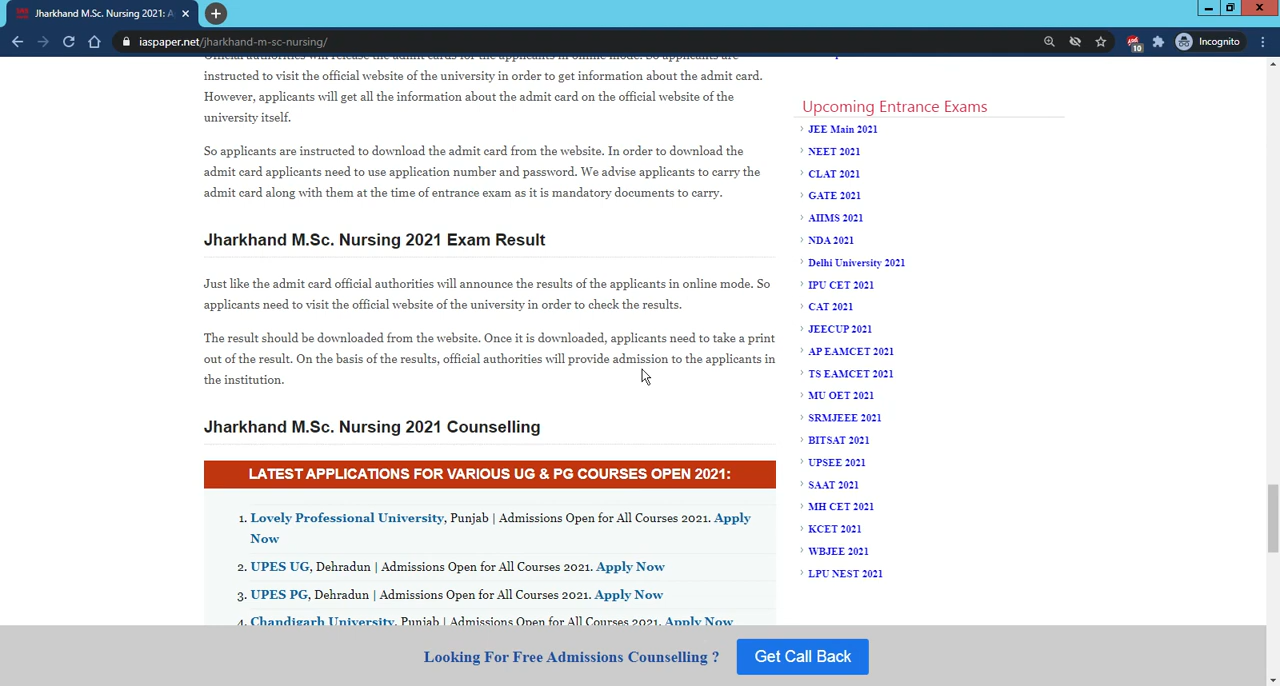 Jharkhand M.Sc. Nursing 2021: A
Incognito
iaspaper.net/jharkhand-m-sc-nursing/
10
Official authorities will release the admit cards for the applicants in online mode. So applicants are
instructed to visit the official website of the university in order to get information about the admit card.
However, applicants will get all the information about the admit card on the official website of the
university itself.
So applicants are instructed to download the admit card from the website. In order to download the
admit card applicants need to use application number and password. We advise applicants to carry the
admit card along with them at the time of entrance exam as it is mandatory documents to carry.
Jharkhand M.Sc. Nursing 2021 Exam Result
Just like the admit card official authorities will announce the results of the applicants in online mode. So
applicants need to visit the official website of the university in order to check the results.
The result should be downloaded from the website. Once it is downloaded, applicants need to take a print
out of the result. On the basis of the results, official authorities will provide admission to the applicants in
the institution.
Jharkhand M.Sc. Nursing 2021 Counselling
LATEST APPLICATIONS FOR VARIOUS UG & PG COURSES OPEN 2021:
1. Lovely Professional University, Punjab | Admissions Open for All Courses 2021. Apply
Now
2. UPES UG, Dehradun | Admissions Open for All Courses 2021. Apply Now
3. UPES PG, Dehradun | Admissions Open for All Courses 2021. Apply Now
4. Chandigarh University, Punjab | Admissions Open for All Courses 2021. Apply Now
Upcoming Entrance Exams
JEE Main 2021
NEET 2021
CLAT 2021
GATE 2021
AIIMS 2021
NDA 2021
Delhi University 2021
IPU CET 2021
CAT 2021
JEECUP 2021
AP EAMCET 2021
TS EAMCET 2021
MU OET 2021
SRMJEEE 2021
BITSAT 2021
UPSEE 2021
SAAT 2021
MH CET 2021
KCET 2021
WBJEE 2021
LPU NEST 2021
Looking For Free Admissions Counselling ?
Get Call Back